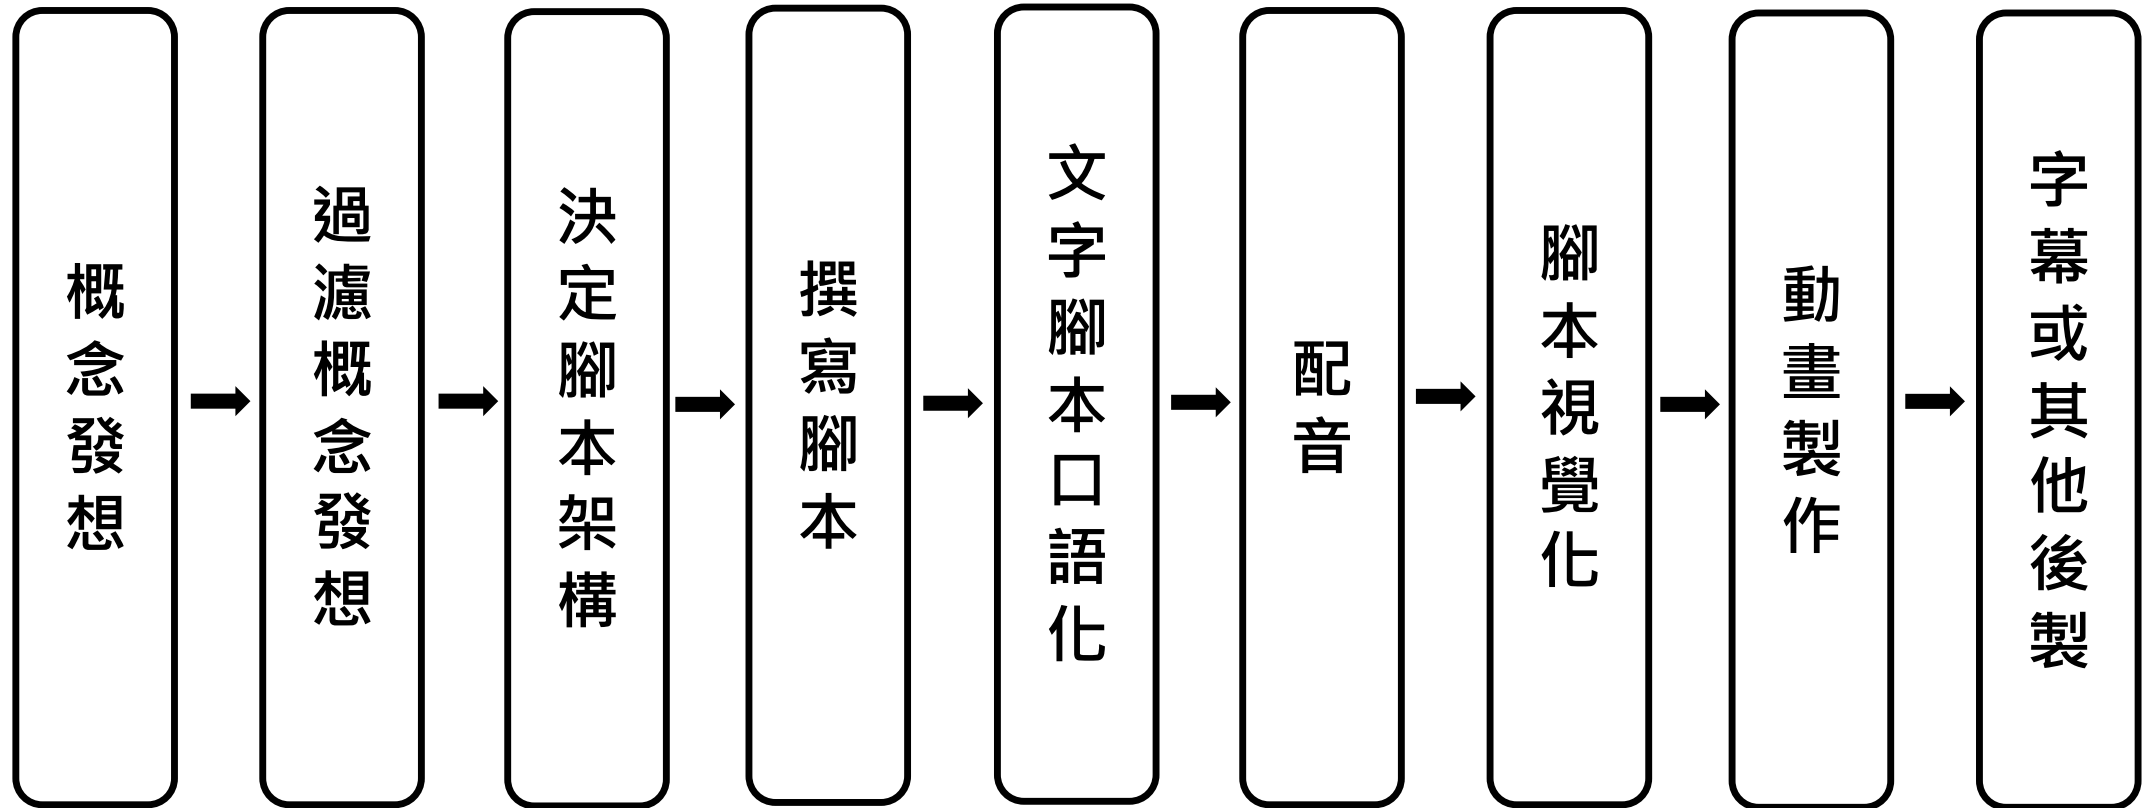 概念發想
過濾概念發想
決定腳本架構
撰寫腳本
文字腳本口語化
配音
腳本視覺化
動畫製作
字幕或其他後製